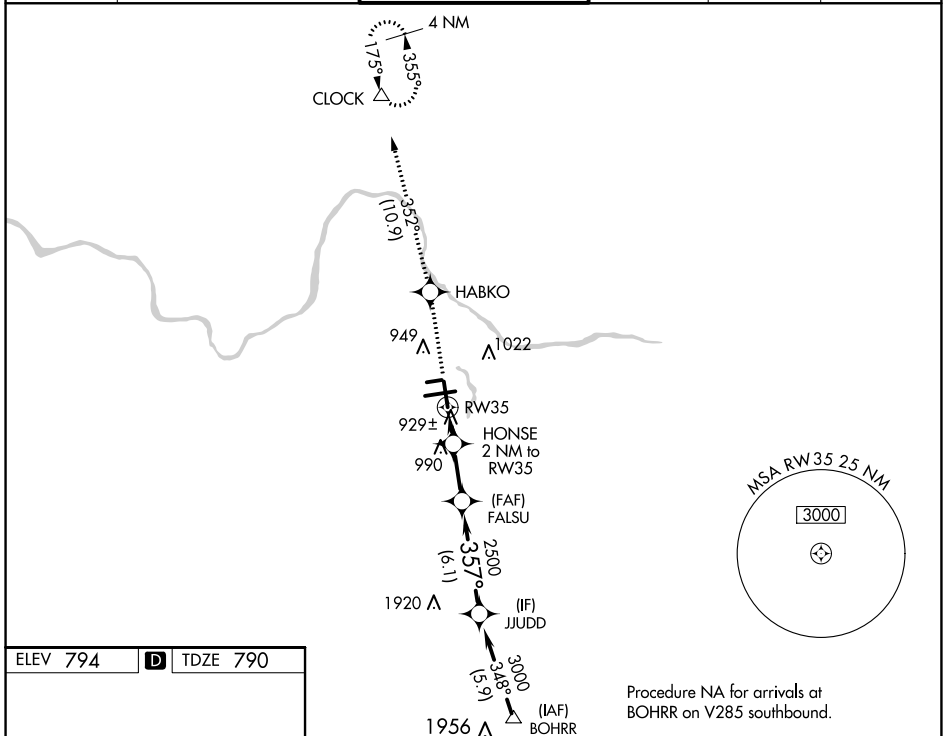 4 NM
175°
355°
CLOCK
352°
(10.9)
HABKO
949
1022
RW35
929±
HONSE
2 NM to
RW35
990
(FAF)
FALSU
2500
357°
(6.1)
1920
(IF)
JJUDD
3000
348°
(5.9)
(IAF)
BOHRR
1956
MSA RW35 25 NM
3000
Procedure NA for arrivals at
BOHRR on V285 southbound.
ELEV 794 D TDZE 790